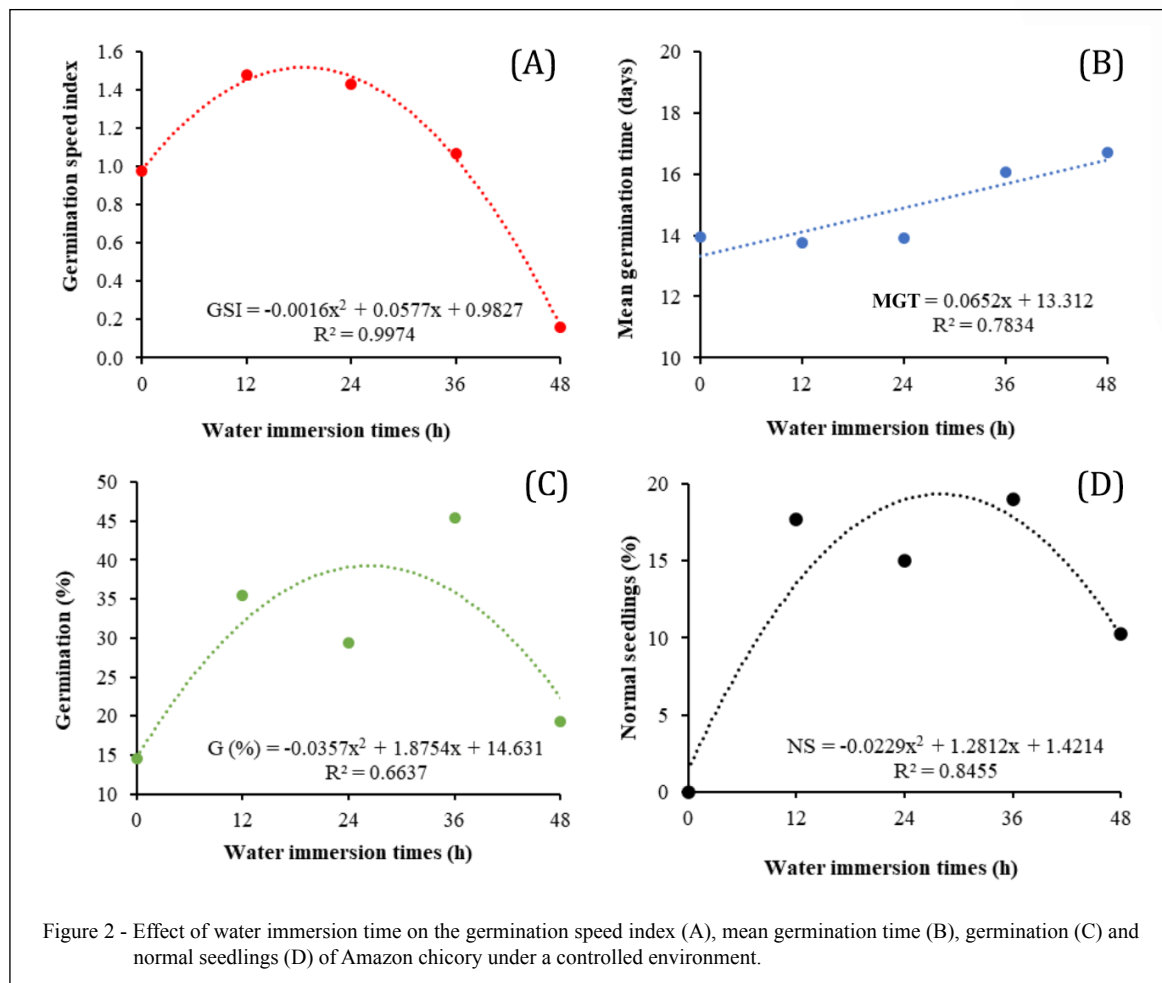 (A)
Germination speed index
1.6
1.4
1.2
1.0
0.8
0.6
0.4
0.2
0.0
GSI = -0.0016x² + 0.0577x + 0.9827
R² = 0.9974
0 12 24 36 48
Water immersion times (h)
(B)
Mean germination time (days)
20
18
16
14
12
10
MGT = 0.0652x + 13.312
R² = 0.7834
0 12 24 36 48
Water immersion times (h)
(C)
Germination (%)
50
45
40
35
30
25
20
15
10
G (%) = -0.0357x² + 1.8754x + 14.631
R² = 0.6637
0 12 24 36 48
Water immersion times (h)
(D)
Normal seedlings (%)
20
15
10
5
0
NS = -0.0229x² + 1.2812x + 1.4214
R² = 0.8455
0 12 24 36 48
Water immersion times (h)
Figure 2 - Effect of water immersion time on the germination speed index (A), mean germination time (B), germination (C) and
normal seedlings (D) of Amazon chicory under a controlled environment.